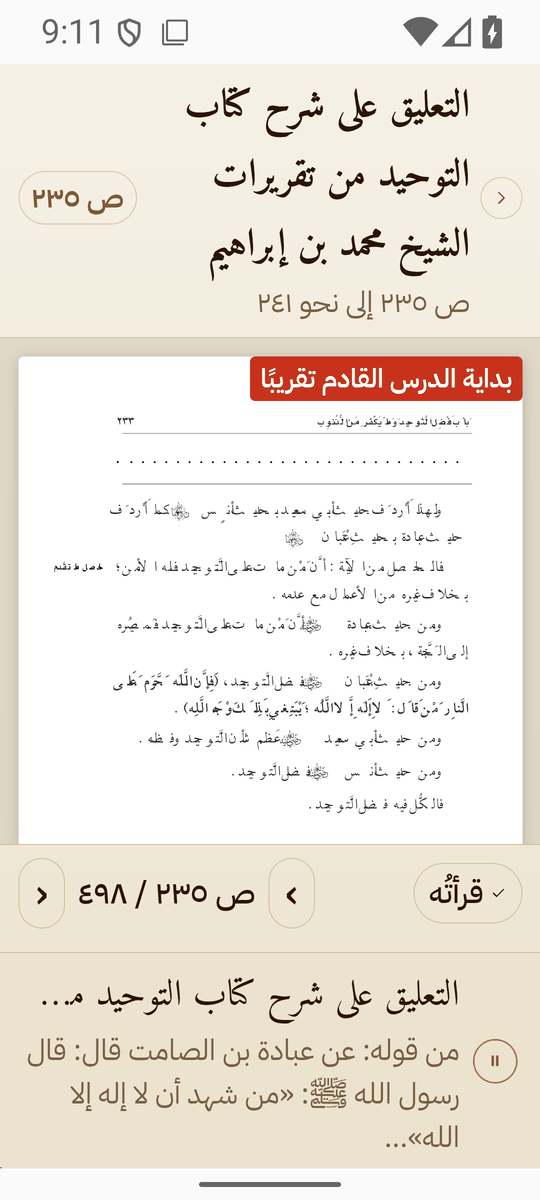 9:11
التعليق على شرح كتاب
التوحيد من تقريرات
الشيخ محمد بن إبراهيم
ص ٢٣٥
ص ٢٣٥ إلى نحو ٢٤١
بداية الدرس القادم تقريبًا
باب فضل التوحيد وما يكفر من الذنوب ٢٣٣
ولهذا أردف حديث أبي سعيد بحديث أنس كما أردف
حديث عبادة بحديث عتبان
فالحاصل من الآية: أن من مات على التوحيد فله الأمن؛
بخلاف غيره من الأعمال مع عدمه.
ومن حديث عبادة أن من مات على التوحيد فمصيره
إلى الجنة، بخلاف غيره.
ومن حديث عتبان فضل التوحيد، (فإن الله حرم على
النار من قال: لا إله إلا الله؛ يبتغي بذلك وجه الله).
ومن حديث أبي سعيد عظم شأن التوحيد وفضله.
ومن حديث أنس فضل التوحيد.
فالكل فيه فضل التوحيد.
قرأتُه
ص ٢٣٥ / ٤٩٨
التعليق على شرح كتاب التوحيد م...
من قوله: عن عبادة بن الصامت قال: قال
رسول الله ﷺ: «من شهد أن لا إله إلا
الله»...